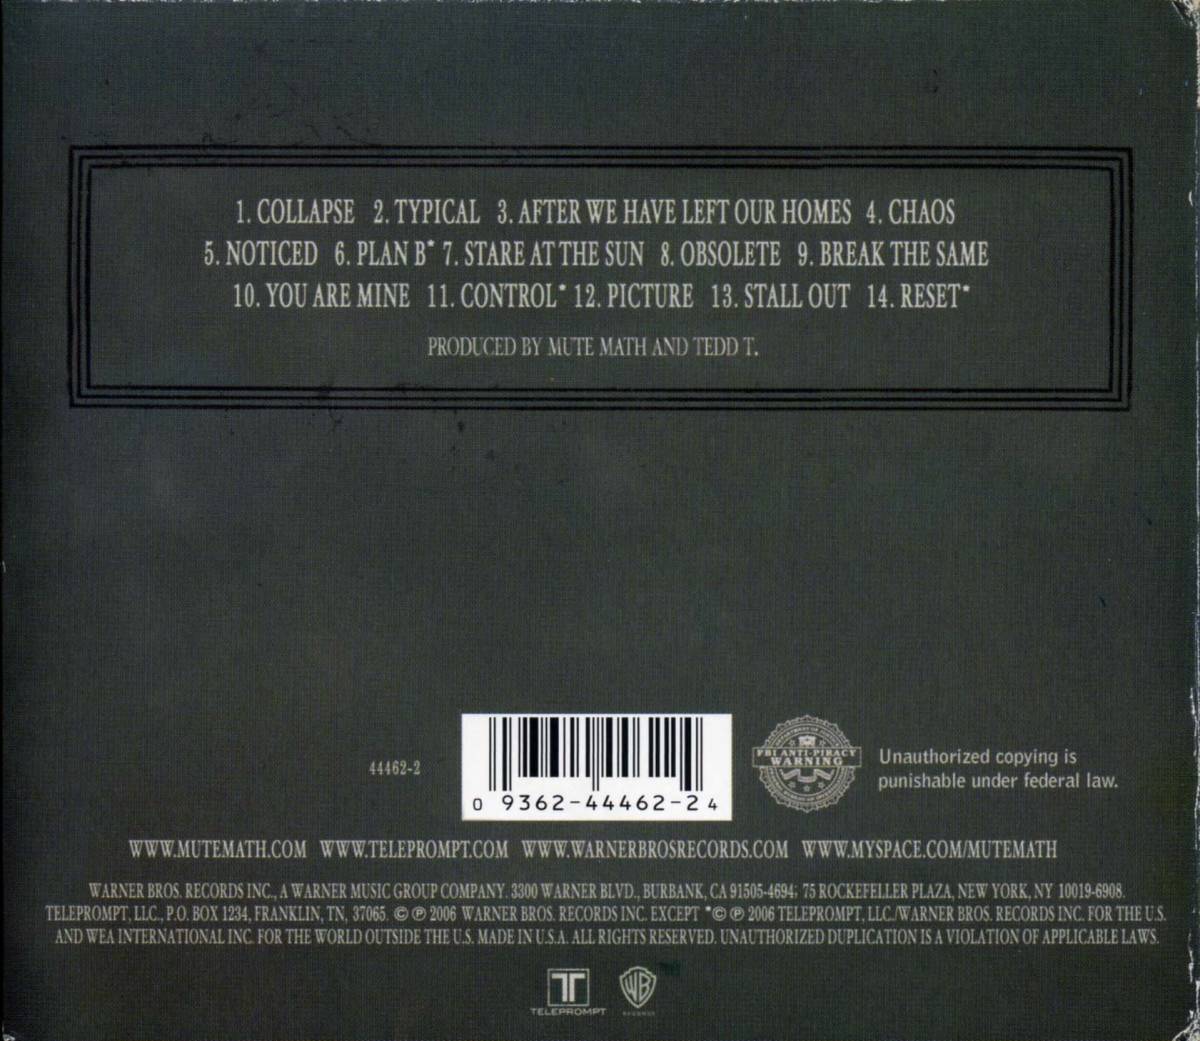 1. COLLAPSE 2. TYPICAL 3. AFTER WE HAVE LEFT OUR HOMES 4. CHAOS
5. NOTICED 6. PLAN B* 7. STARE AT THE SUN 8. OBSOLETE 9. BREAK THE SAME
10. YOU ARE MINE 11. CONTROL* 12. PICTURE 13. STALL OUT 14. RESET*
PRODUCED BY MUTE MATH AND TEDD T.
44462-2
0 9362-44462-2 4
FBI ANTI-PIRACY
WARNING
Unauthorized copying is
punishable under federal law.
WWW.MUTEMATH.COM WWW.TELEPROMPT.COM WWW.WARNERBROSRECORDS.COM WWW.MYSPACE.COM/MUTEMATH
WARNER BROS. RECORDS INC., A WARNER MUSIC GROUP COMPANY. 3300 WARNER BLVD., BURBANK, CA 91505-4694; 75 ROCKEFELLER PLAZA, NEW YORK, NY 10019-6908.
TELEPROMPT, LLC., P.O. BOX 1234, FRANKLIN, TN, 37065. © ℗ 2006 WARNER BROS. RECORDS INC. EXCEPT *© ℗ 2006 TELEPROMPT, LLC./WARNER BROS. RECORDS INC. FOR THE U.S.
AND WEA INTERNATIONAL INC. FOR THE WORLD OUTSIDE THE U.S. MADE IN U.S.A. ALL RIGHTS RESERVED. UNAUTHORIZED DUPLICATION IS A VIOLATION OF APPLICABLE LAWS.
T WB
TELEPROMPT RECORDS